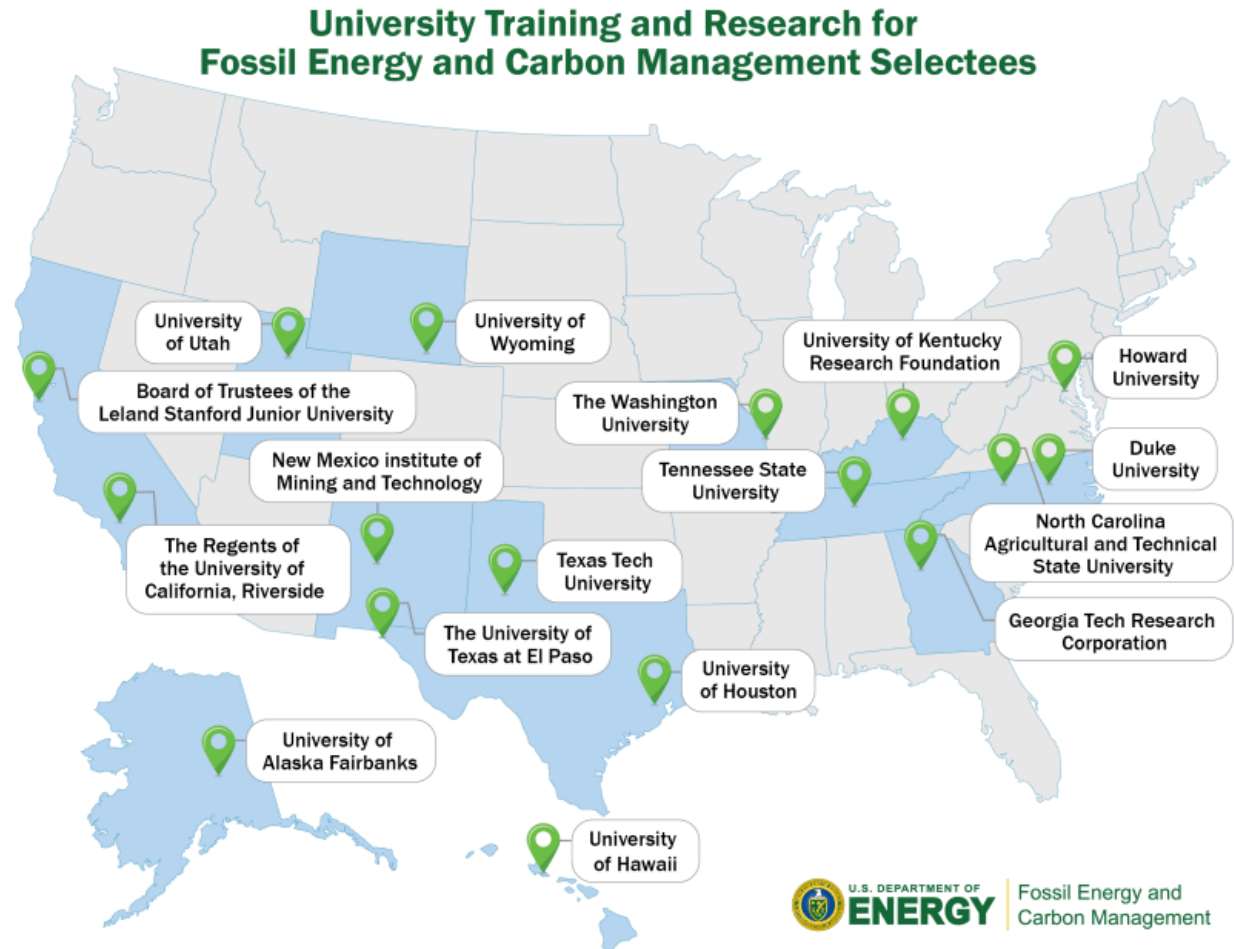 University Training and Research for
Fossil Energy and Carbon Management Selectees
University
of Utah
University of
Wyoming
University of Kentucky
Research Foundation
Howard
University
Board of Trustees of the
Leland Stanford Junior University
The Washington
University
Duke
University
New Mexico institute of
Mining and Technology
Tennessee State
University
North Carolina
Agricultural and Technical
State University
The Regents of
the University of
California, Riverside
Texas Tech
University
Georgia Tech Research
Corporation
The University of
Texas at El Paso
University
of Houston
University of
Alaska Fairbanks
University
of Hawaii
U.S. DEPARTMENT OF
ENERGY
Fossil Energy and
Carbon Management